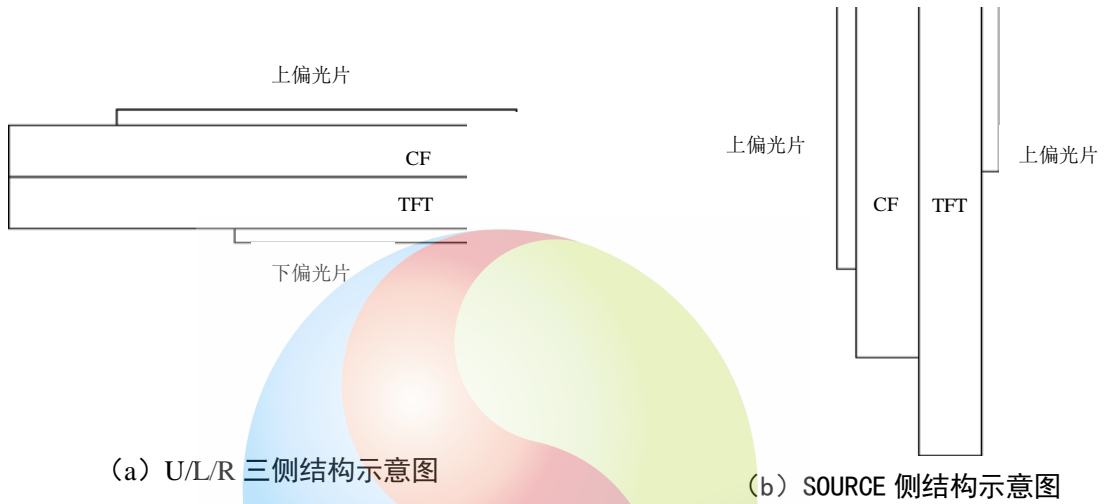 上偏光片
CF
TFT
下偏光片
（a）U/L/R 三侧结构示意图
上偏光片
CF
TFT
上偏光片
（b）SOURCE 侧结构示意图